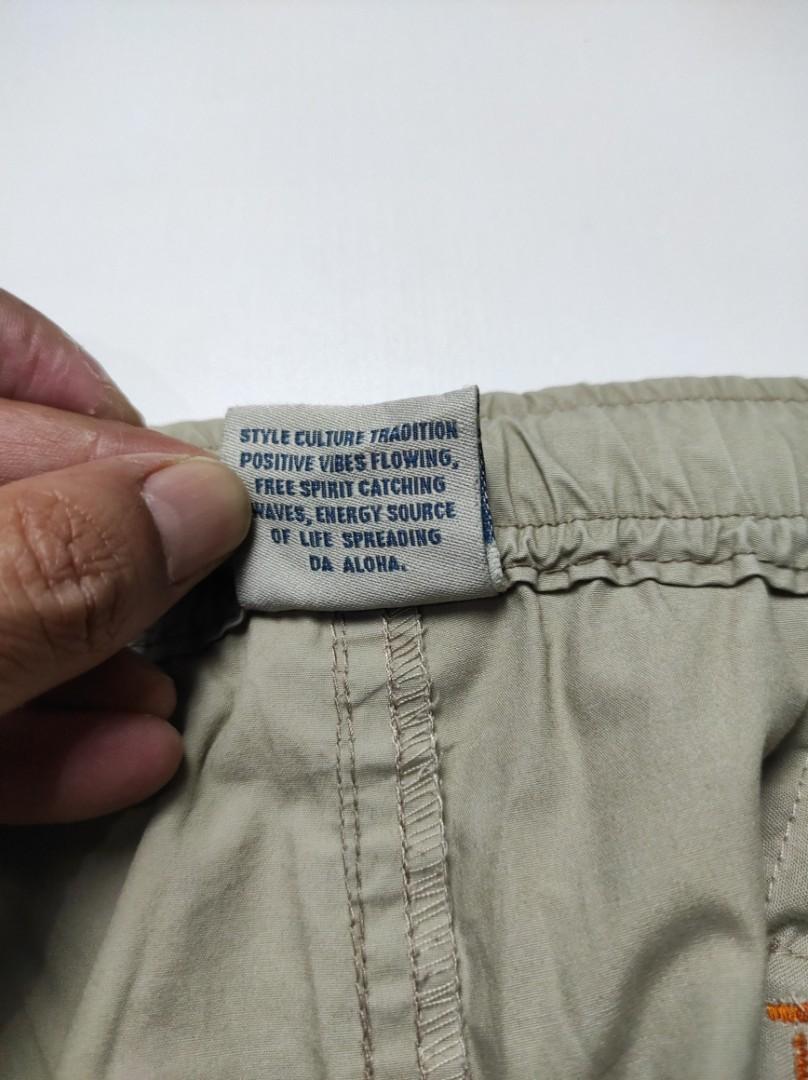 STYLE CULTURE TRADITION
POSITIVE VIBES FLOWING,
FREE SPIRIT CATCHING
WAVES, ENERGY SOURCE
OF LIFE SPREADING
DA ALOHA.